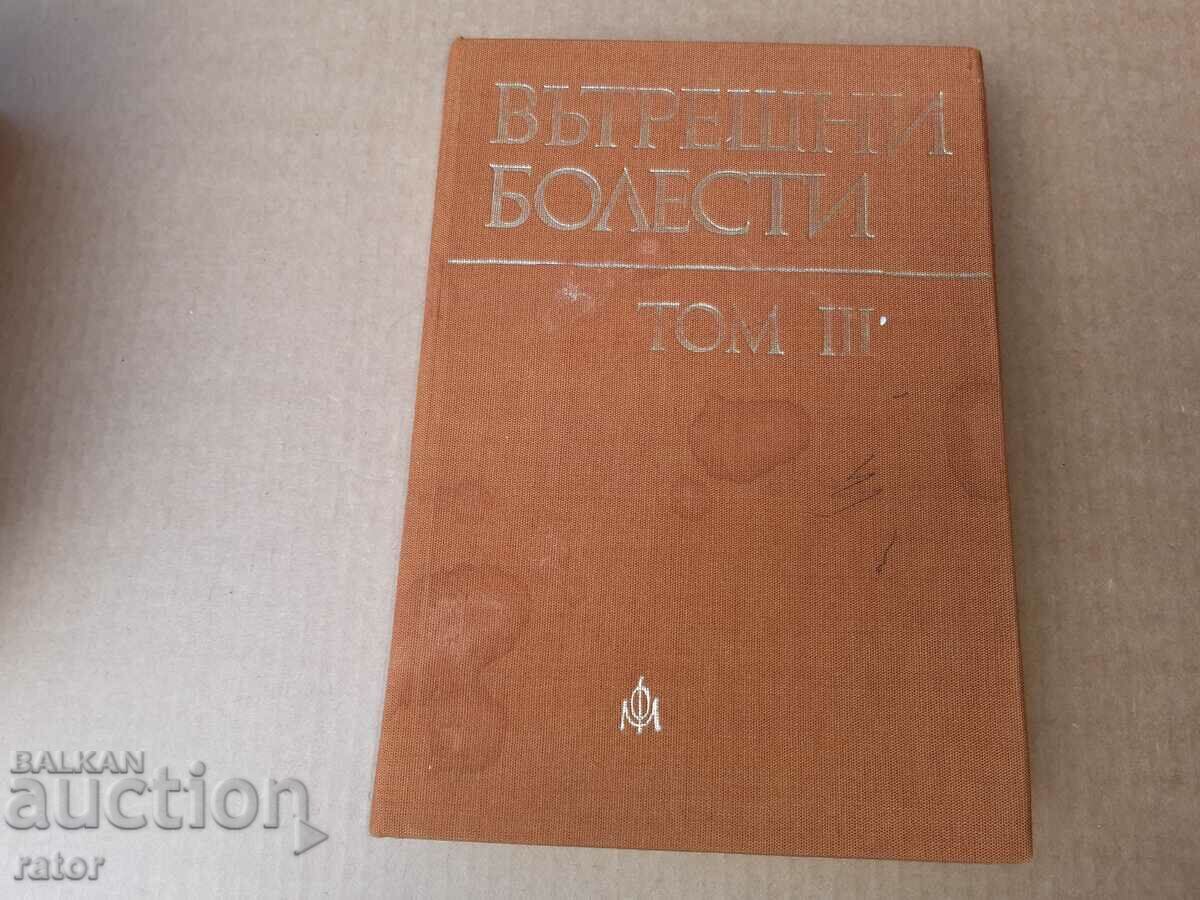 ВЪТРЕШНИ
БОЛЕСТИ
ТОМ III
BALKAN
auction
rator